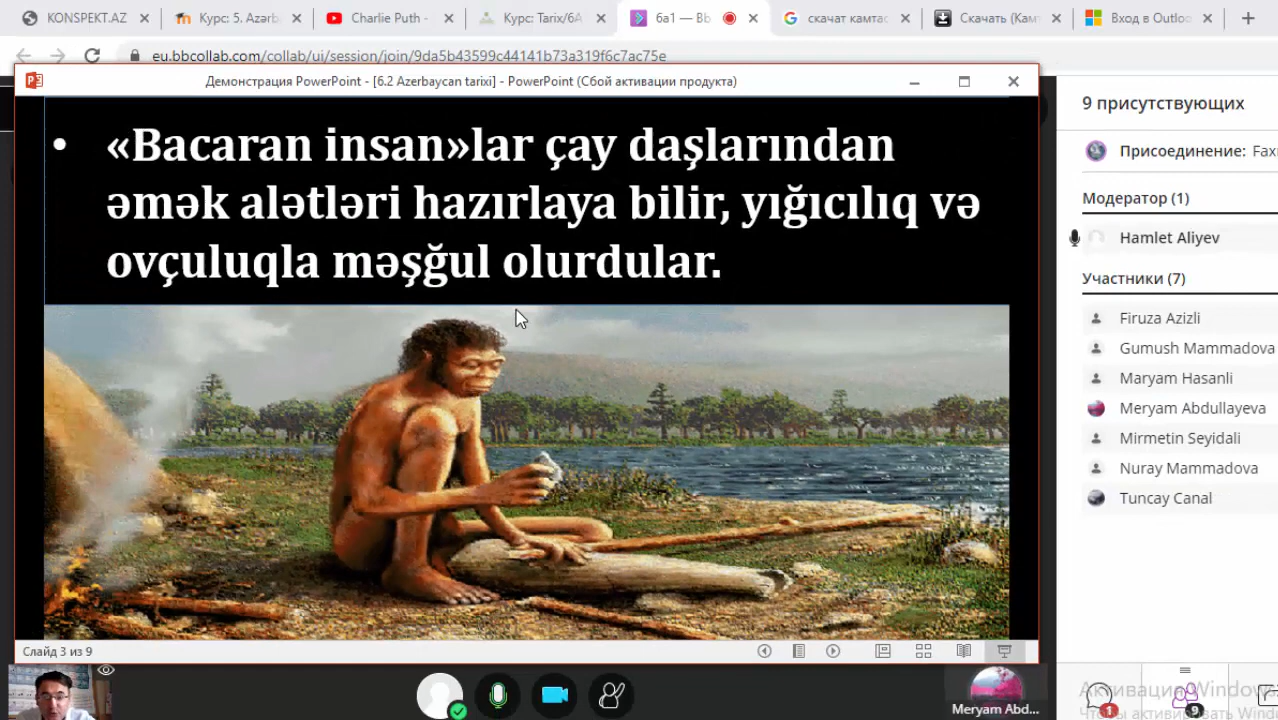 KONSPEKT.AZ
Курс: 5. Azərb
Charlie Puth -
Курс: Tarix/6A
6a1 — Bb
скачат камтас
Скачать (Кам
Вход в Outlo
eu.bbcollab.com/collab/ui/session/join/9da5b43599c44141b73a319f6c7ac75e
Демонстрация PowerPoint - [6.2 Azerbaycan tarixi] - PowerPoint (Сбой активации продукта)
• «Bacaran insan»lar çay daşlarından
əmək alətləri hazırlaya bilir, yığıcılıq və
ovçuluqla məşğul olurdular.
Слайд 3 из 9
9 присутствующих
Присоединение: Fax
Модератор (1)
Hamlet Aliyev
Участники (7)
Firuza Azizli
Gumush Mammadova
Maryam Hasanli
Meryam Abdullayeva
Mirmetin Seyidali
Nuray Mammadova
Tuncay Canal
Meryam Abd...
Активация Windows
1
9